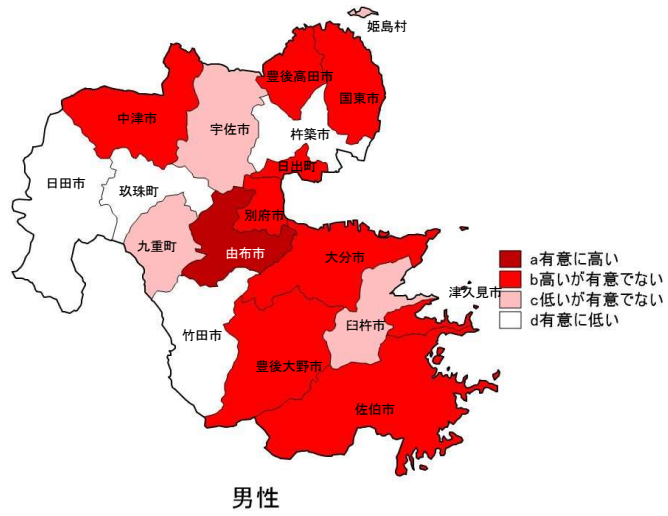 姫島村
豊後高田市
国東市
中津市
宇佐市
杵築市
日出町
日田市
玖珠町
別府市
九重町
由布市
大分市
津久見市
臼杵市
竹田市
豊後大野市
佐伯市
a有意に高い
b高いが有意でない
c低いが有意でない
d有意に低い
男性